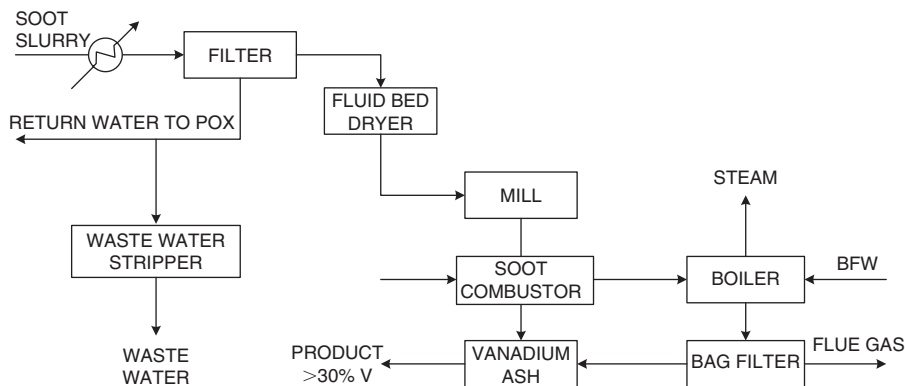 SOOT
SLURRY
FILTER
FLUID BED
DRYER
RETURN WATER TO POX
MILL
STEAM
WASTE WATER
STRIPPER
SOOT
COMBUSTOR
BOILER
BFW
WASTE
WATER
PRODUCT
>30% V
VANADIUM
ASH
BAG FILTER
FLUE GAS